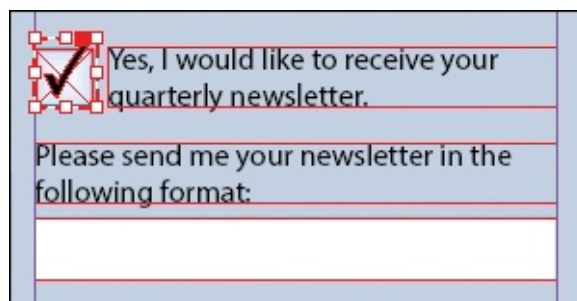 Yes, I would like to receive your
quarterly newsletter.
Please send me your newsletter in the
following format: